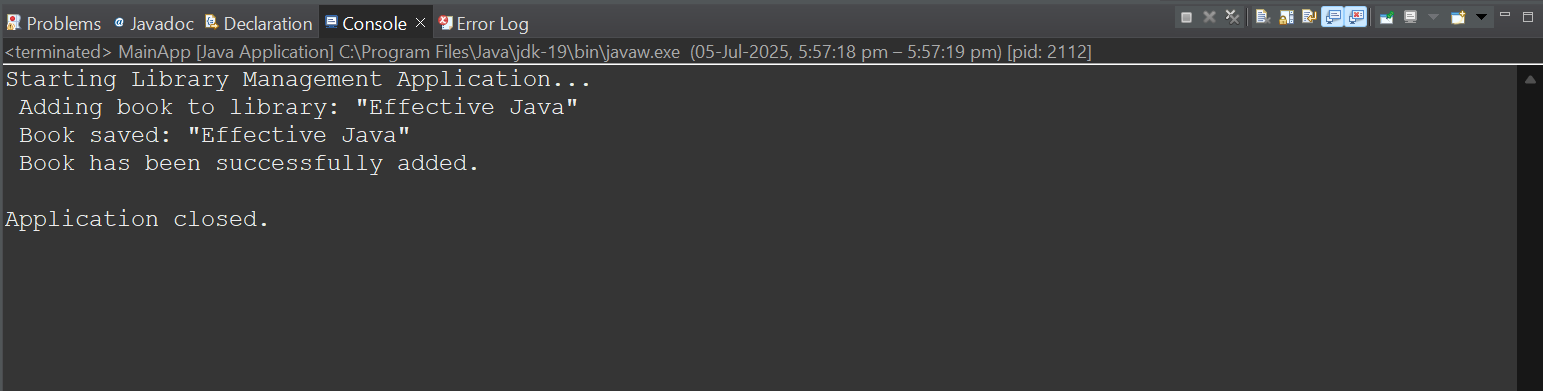 Problems Javadoc Declaration Console Error Log
<terminated> MainApp [Java Application] C:\Program Files\Java\jdk-19\bin\javaw.exe (05-Jul-2025, 5:57:18 pm – 5:57:19 pm) [pid: 2112]
Starting Library Management Application...
 Adding book to library: "Effective Java"
 Book saved: "Effective Java"
 Book has been successfully added.
Application closed.